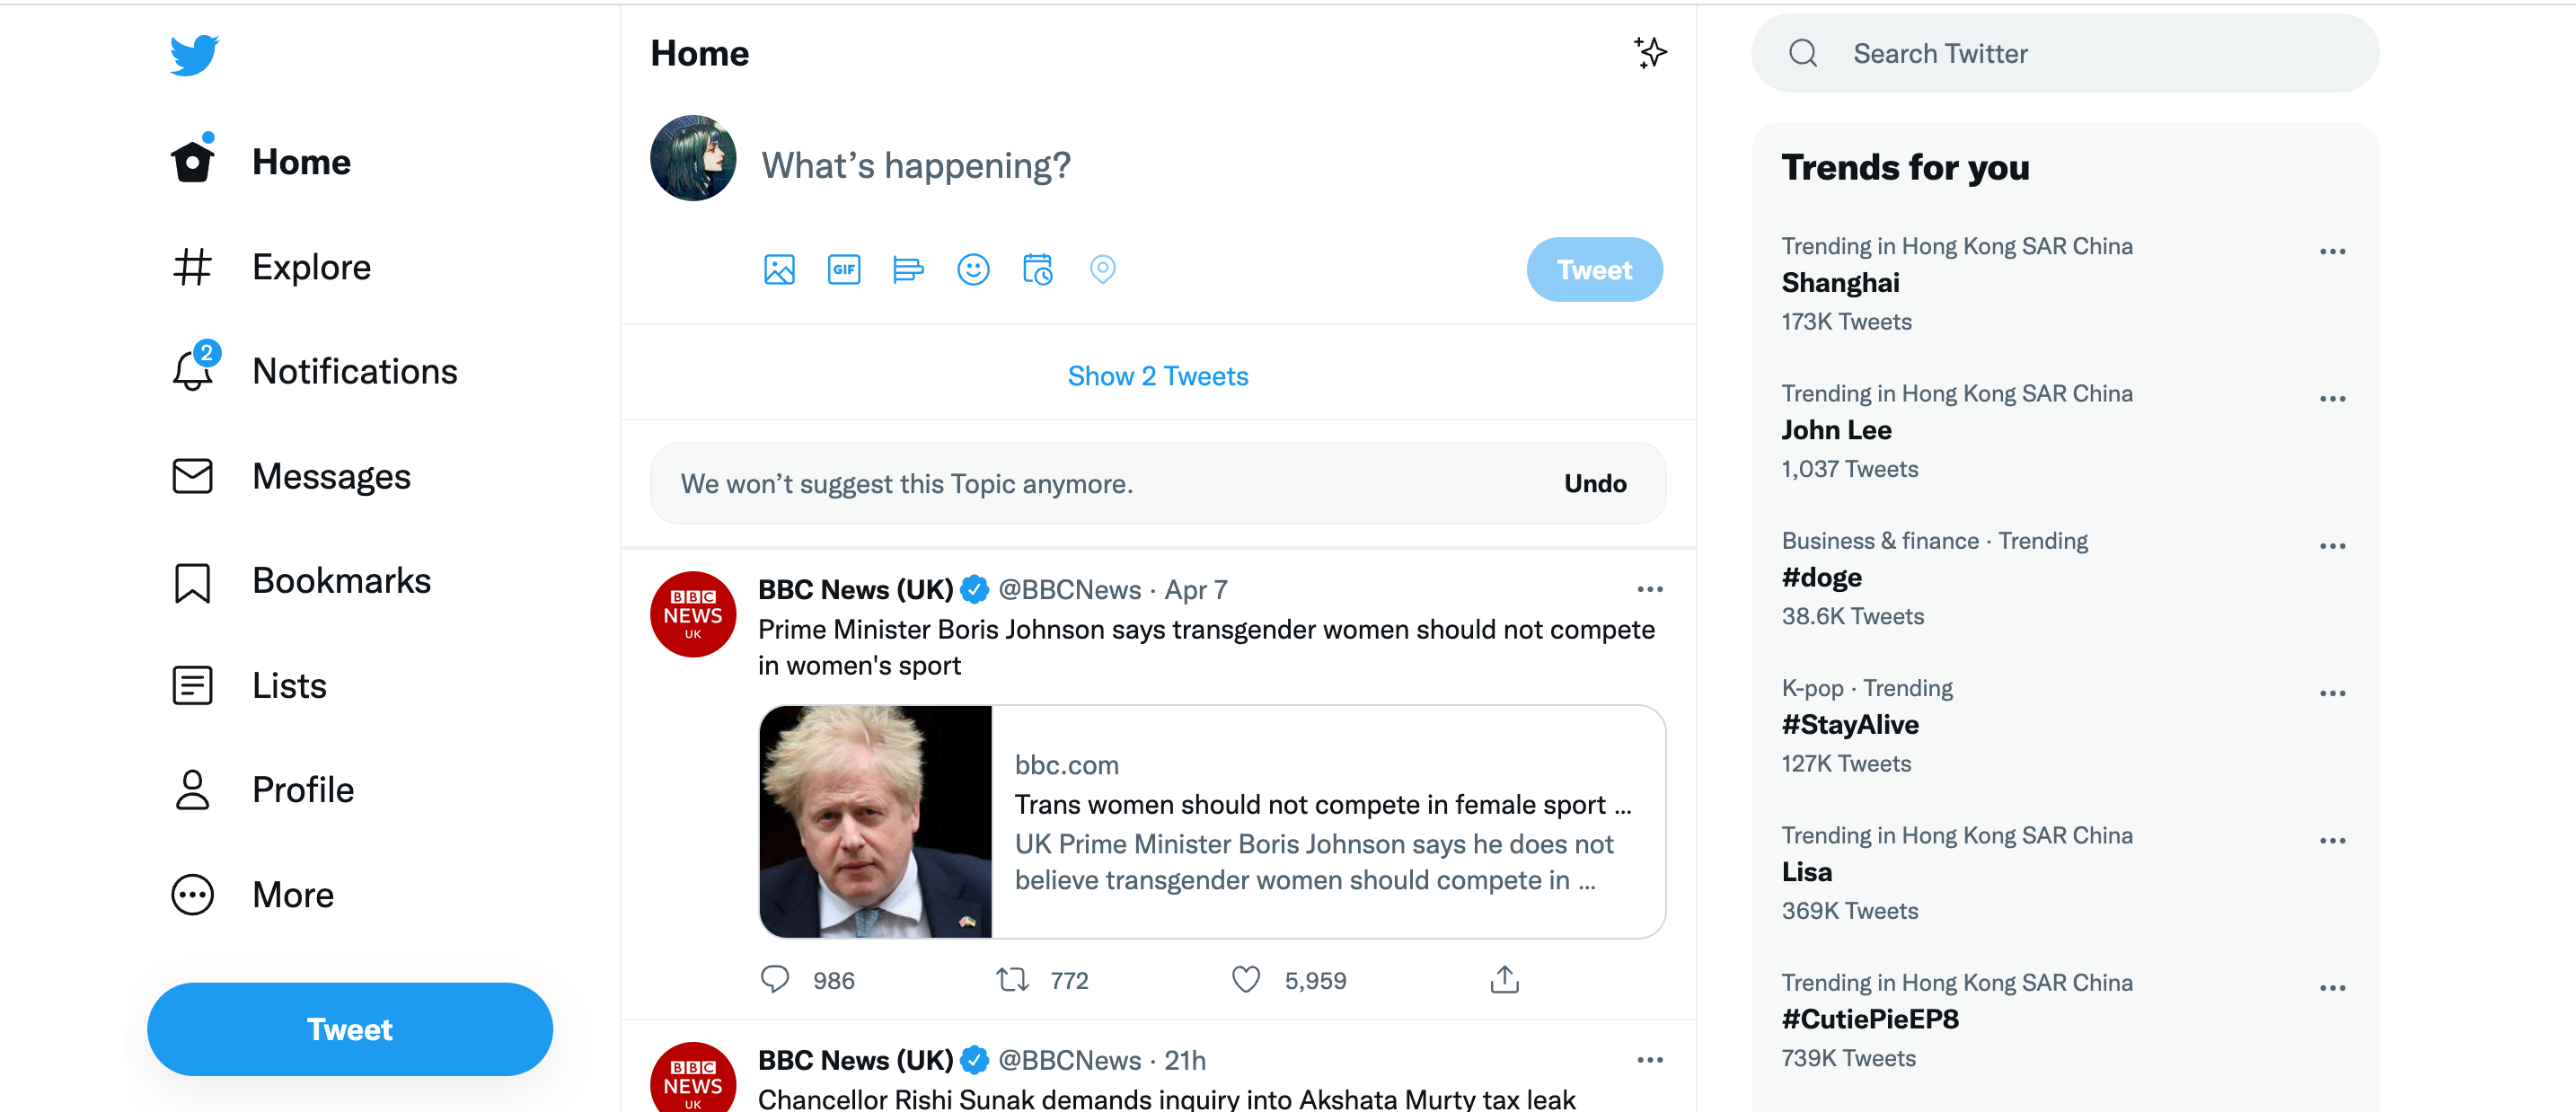 Home
Explore
2
Notifications
Messages
Bookmarks
Lists
Profile
More
Tweet
Home
What’s happening?
GIF
Tweet
Show 2 Tweets
We won’t suggest this Topic anymore.
Undo
BBC
NEWS
UK
BBC News (UK) @BBCNews · Apr 7
Prime Minister Boris Johnson says transgender women should not compete
in women's sport
bbc.com
Trans women should not compete in female sport ...
UK Prime Minister Boris Johnson says he does not
believe transgender women should compete in ...
986
772
5,959
BBC
NEWS
UK
BBC News (UK) @BBCNews · 21h
Chancellor Rishi Sunak demands inquiry into Akshata Murty tax leak
Search Twitter
Trends for you
Trending in Hong Kong SAR China
Shanghai
173K Tweets
Trending in Hong Kong SAR China
John Lee
1,037 Tweets
Business & finance · Trending
#doge
38.6K Tweets
K-pop · Trending
#StayAlive
127K Tweets
Trending in Hong Kong SAR China
Lisa
369K Tweets
Trending in Hong Kong SAR China
#CutiePieEP8
739K Tweets